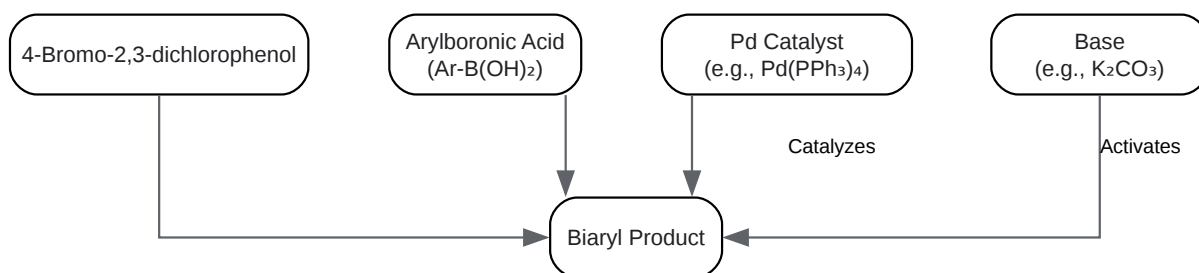 4-Bromo-2,3-dichlorophenol
Arylboronic Acid
(Ar-B(OH)₂)
Pd Catalyst
(e.g., Pd(PPh₃)₄)
Base
(e.g., K₂CO₃)
Catalyzes
Activates
Biaryl Product